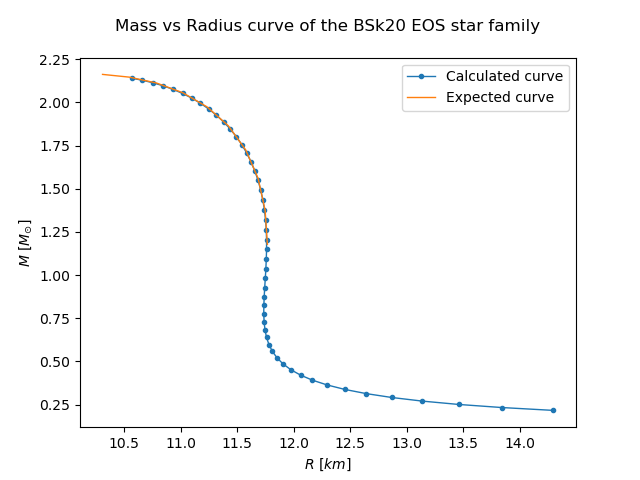 Mass vs Radius curve of the BSk20 EOS star family
Calculated curve
Expected curve
2.25
2.00
1.75
1.50
1.25
1.00
0.75
0.50
0.25
M [M⊙]
10.5 11.0 11.5 12.0 12.5 13.0 13.5 14.0
R [km]